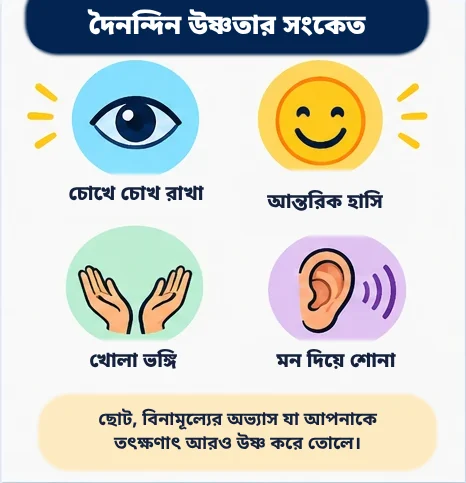 দৈনন্দিন উষ্ণতার সংকেত
চোখে চোখ রাখা
আন্তরিক হাসি
খোলা ভঙ্গি
মন দিয়ে শোনা
ছোট, বিনামূল্যের অভ্যাস যা আপনাকে
তৎক্ষণাৎ আরও উষ্ণ করে তোলে।